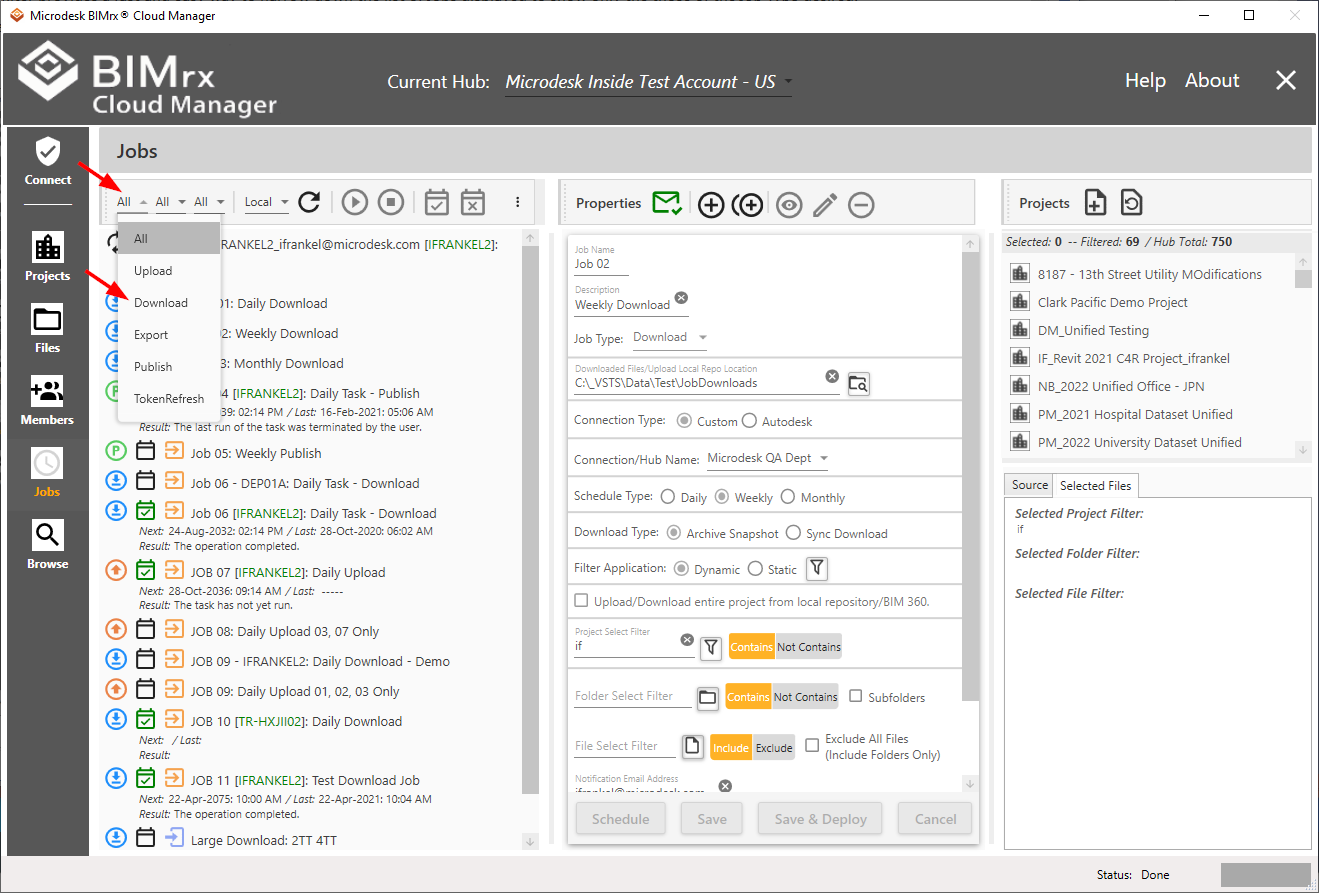 Microdesk BIMrx® Cloud Manager
BIMrx
Cloud Manager
Current Hub: Microdesk Inside Test Account - US
Help About
Connect
Projects
Files
Members
Jobs
Browse
Jobs
All All All Local
All
Upload
Download
Export
Publish
TokenRefresh
FRANKEL2_ifrankel@microdesk.com [IFRANKEL2]:
01: Daily Download
02: Weekly Download
3: Monthly Download
4 [IFRANKEL2]: Daily Task - Publish
39: 02:14 PM / Last: 16-Feb-2021: 05:06 AM
Result: The last run of the task was terminated by the user.
Job 05: Weekly Publish
Job 06 - DEP01A: Daily Task - Download
Job 06 [IFRANKEL2]: Daily Task - Download
Next: 24-Aug-2032: 02:14 PM / Last: 28-Oct-2020: 06:02 AM
Result: The operation completed.
JOB 07 [IFRANKEL2]: Daily Upload
Next: 28-Oct-2036: 09:14 AM / Last: -----
Result: The task has not yet run.
JOB 08: Daily Upload 03, 07 Only
JOB 09 - IFRANKEL2: Daily Download - Demo
JOB 09: Daily Upload 01, 02, 03 Only
JOB 10 [TR-HXJII02]: Daily Download
Next: / Last:
Result:
JOB 11 [IFRANKEL2]: Test Download Job
Next: 22-Apr-2075: 10:00 AM / Last: 22-Apr-2021: 10:04 AM
Result: The operation completed.
Large Download: 2TT 4TT
Properties
Job Name
Job 02
Description
Weekly Download
Job Type: Download
Downloaded Files/Upload Local Repo Location
C:\_VSTS\Data\Test\JobDownloads
Connection Type: Custom Autodesk
Connection/Hub Name: Microdesk QA Dept
Schedule Type: Daily Weekly Monthly
Download Type: Archive Snapshot Sync Download
Filter Application: Dynamic Static
Upload/Download entire project from local repository/BIM 360.
Project Select Filter
if
Contains Not Contains
Folder Select Filter Contains Not Contains Subfolders
File Select Filter Include Exclude Exclude All Files
(Include Folders Only)
Notification Email Address
ifrankel@microdesk.com
Schedule Save Save & Deploy Cancel
Projects
Selected: 0 -- Filtered: 69 / Hub Total: 750
8187 - 13th Street Utility MOdifications
Clark Pacific Demo Project
DM_Unified Testing
IF_Revit 2021 C4R Project_ifrankel
NB_2022 Unified Office - JPN
PM_2021 Hospital Dataset Unified
PM_2022 University Dataset Unified
Source Selected Files
Selected Project Filter:
if
Selected Folder Filter:
Selected File Filter:
Status: Done